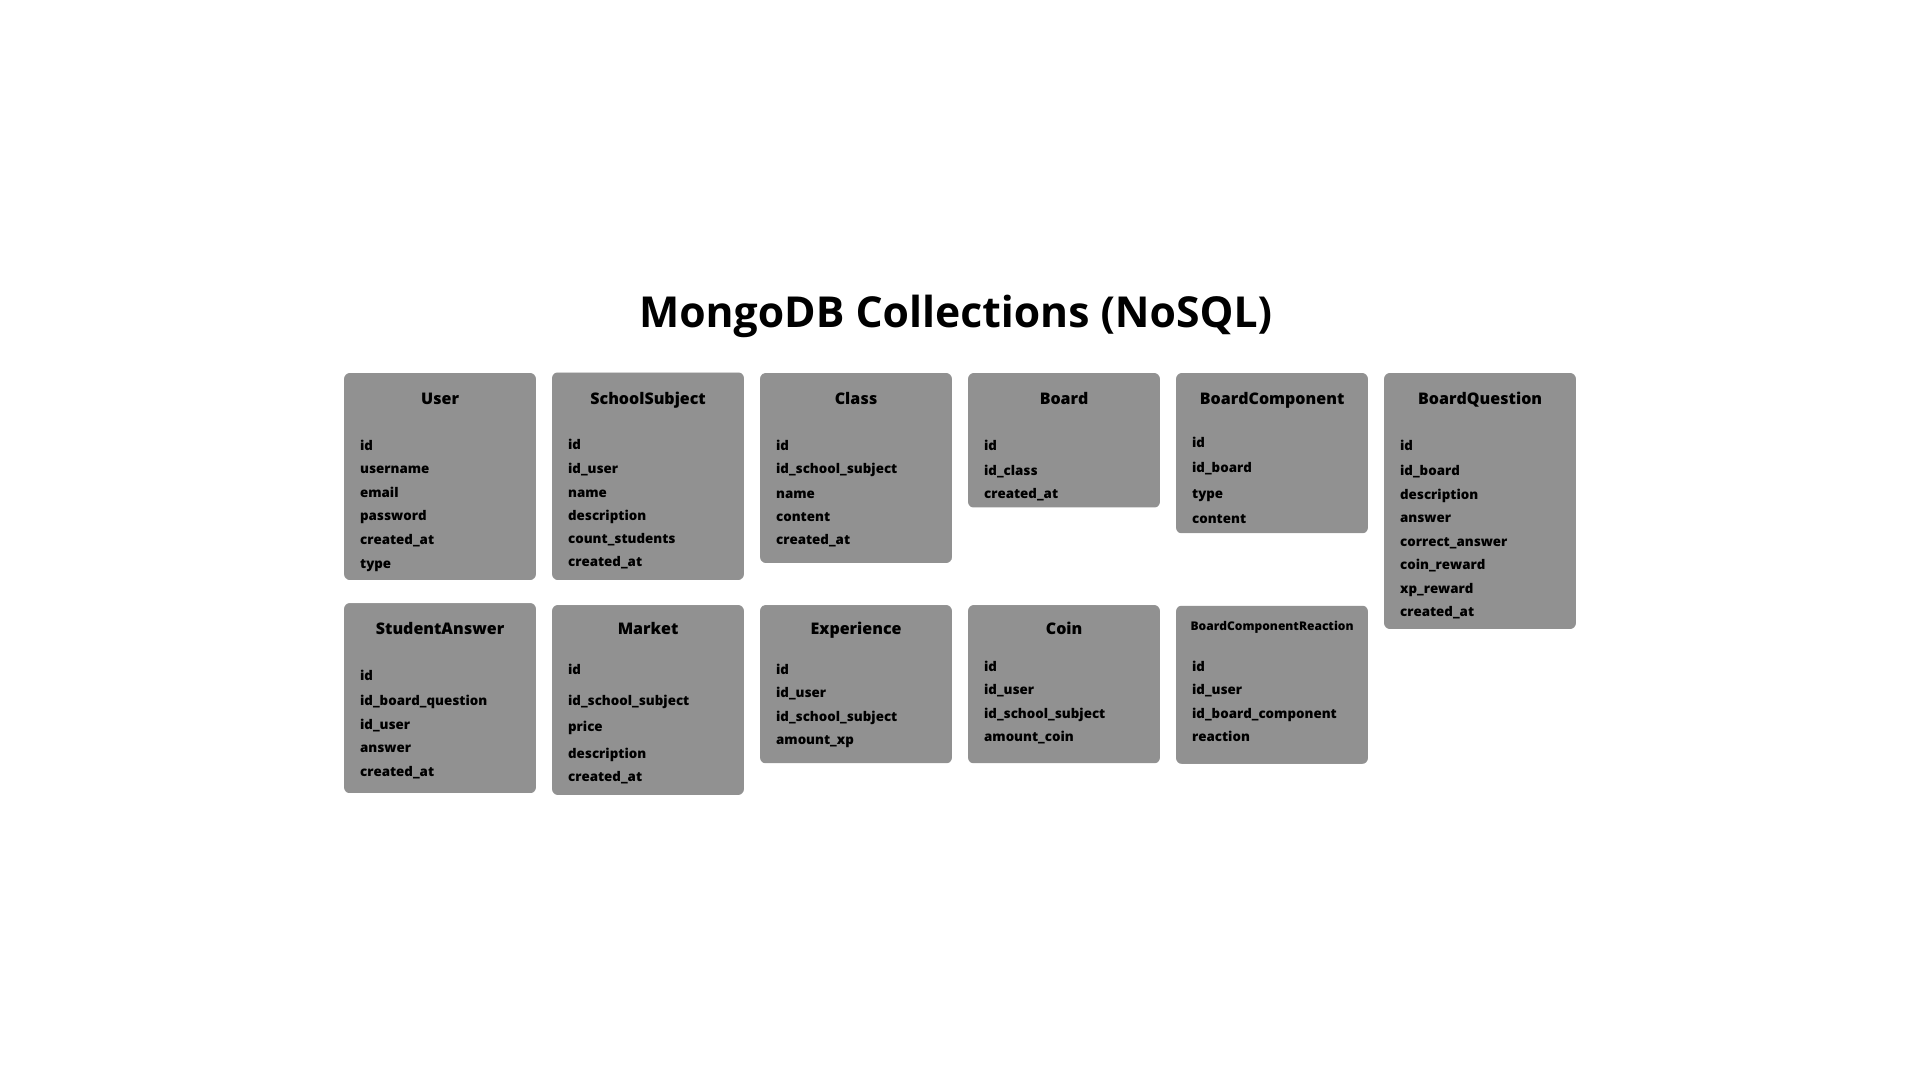 MongoDB Collections (NoSQL)
User
id
username
email
password
created_at
type
SchoolSubject
id
id_user
name
description
count_students
created_at
Class
id
id_school_subject
name
content
created_at
Board
id
id_class
created_at
BoardComponent
id
id_board
type
content
BoardQuestion
id
id_board
description
answer
correct_answer
coin_reward
xp_reward
created_at
StudentAnswer
id
id_board_question
id_user
answer
created_at
Market
id
id_school_subject
price
description
created_at
Experience
id
id_user
id_school_subject
amount_xp
Coin
id
id_user
id_school_subject
amount_coin
BoardComponentReaction
id
id_user
id_board_component
reaction